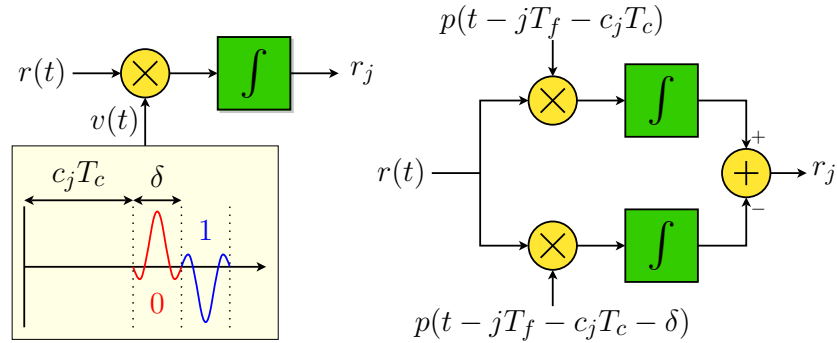 r(t)
∫
r_j
v(t)
c_jT_c
δ
1
0
p(t − jT_f − c_jT_c)
∫
r(t)
+
+
r_j
−
∫
p(t − jT_f − c_jT_c − δ)